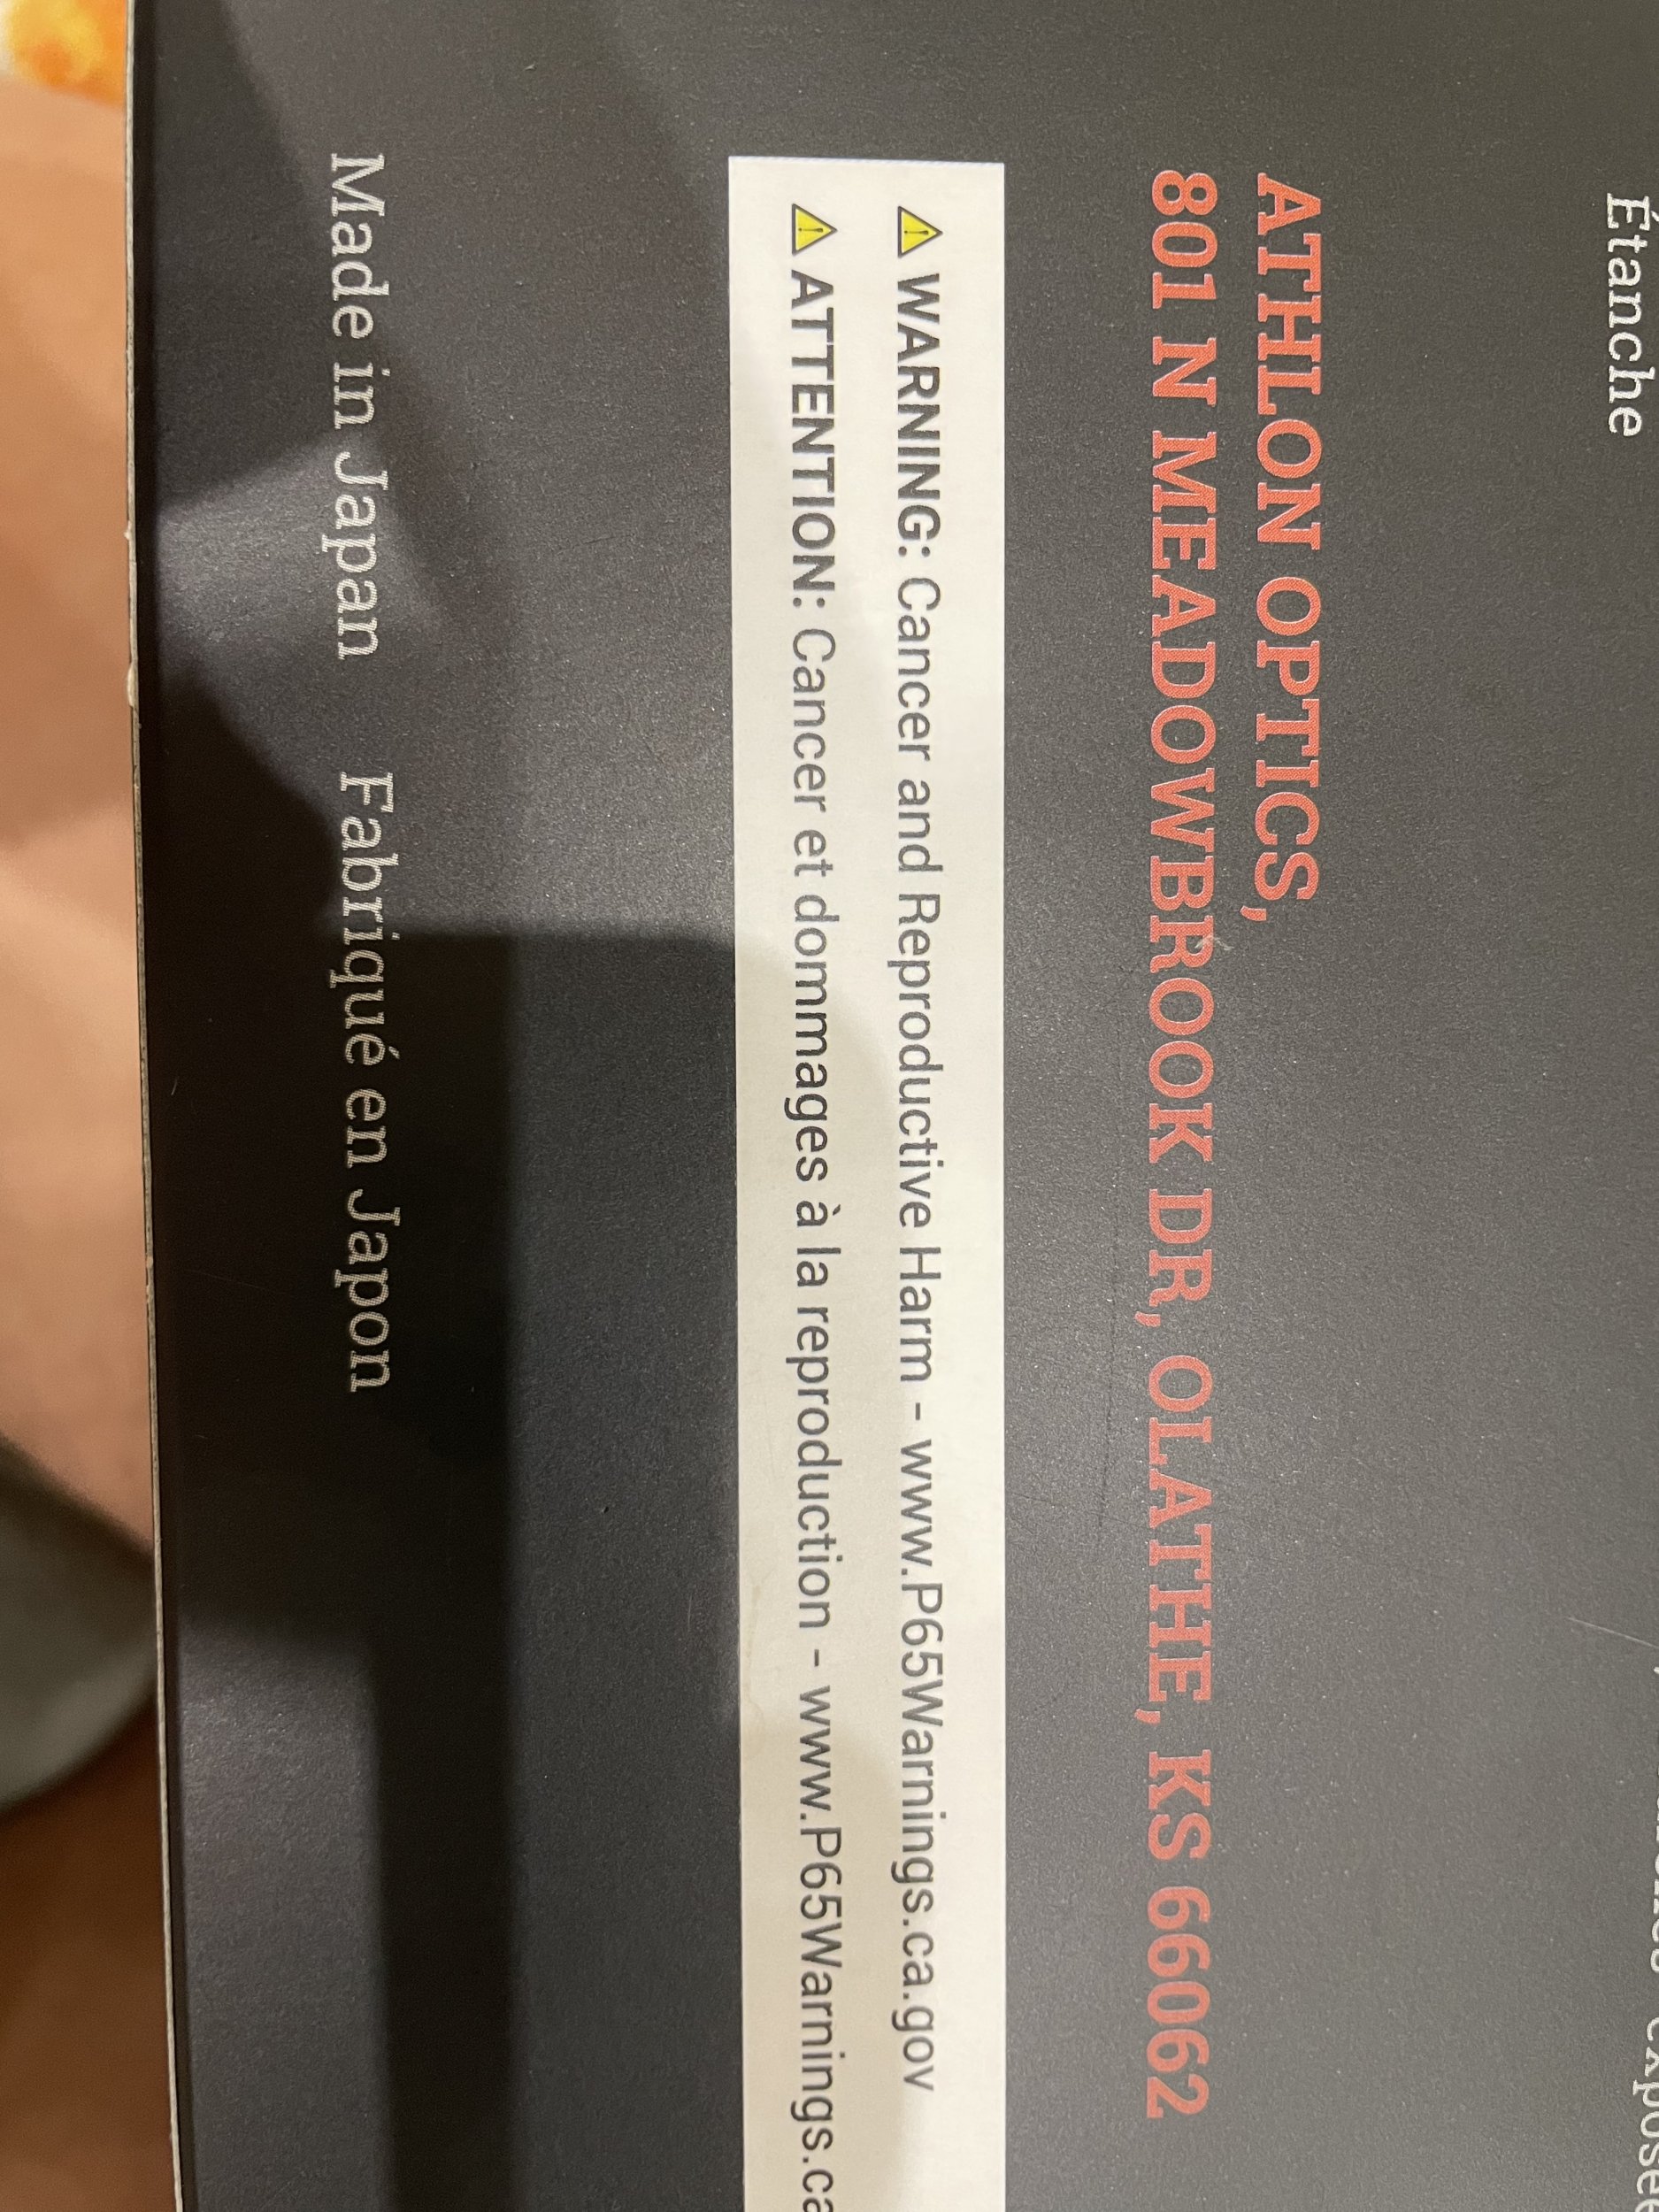 Étanche
ATHLON OPTICS,
801 N MEADOWBROOK DR, OLATHE, KS 66062
⚠ WARNING: Cancer and Reproductive Harm - www.P65Warnings.ca.gov
⚠ ATTENTION: Cancer et dommages à la reproduction - www.P65Warnings.ca
Made in Japan Fabriqué en Japon